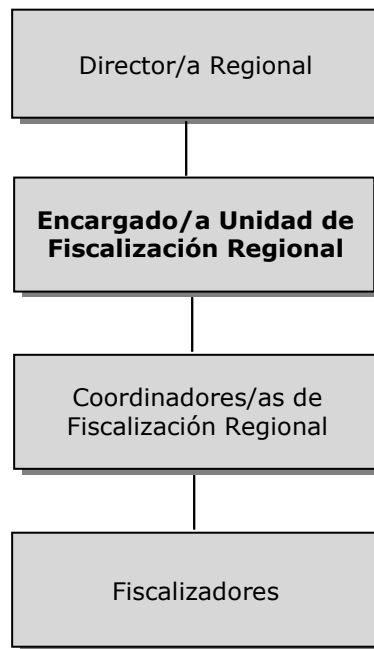 Director/a Regional
Encargado/a Unidad de
Fiscalización Regional
Coordinadores/as de
Fiscalización Regional
Fiscalizadores